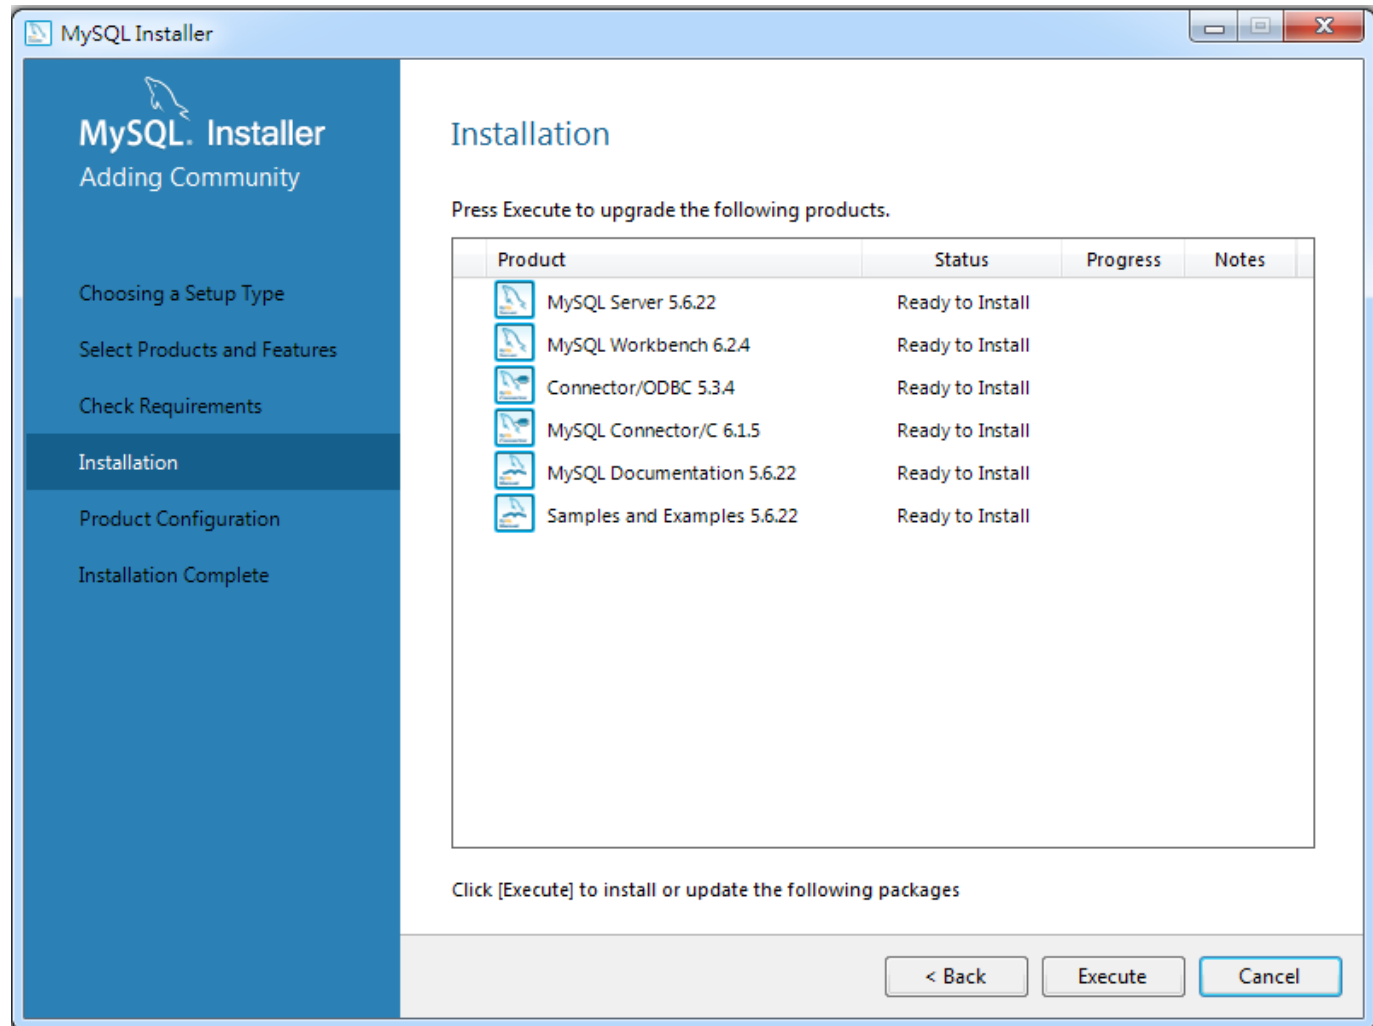 MySQL Installer
MySQL. Installer
Adding Community
Choosing a Setup Type
Select Products and Features
Check Requirements
Installation
Product Configuration
Installation Complete
Installation
Press Execute to upgrade the following products.
Product Status Progress Notes
MySQL Server 5.6.22 Ready to Install
MySQL Workbench 6.2.4 Ready to Install
Connector/ODBC 5.3.4 Ready to Install
MySQL Connector/C 6.1.5 Ready to Install
MySQL Documentation 5.6.22 Ready to Install
Samples and Examples 5.6.22 Ready to Install
Click [Execute] to install or update the following packages
< Back Execute Cancel